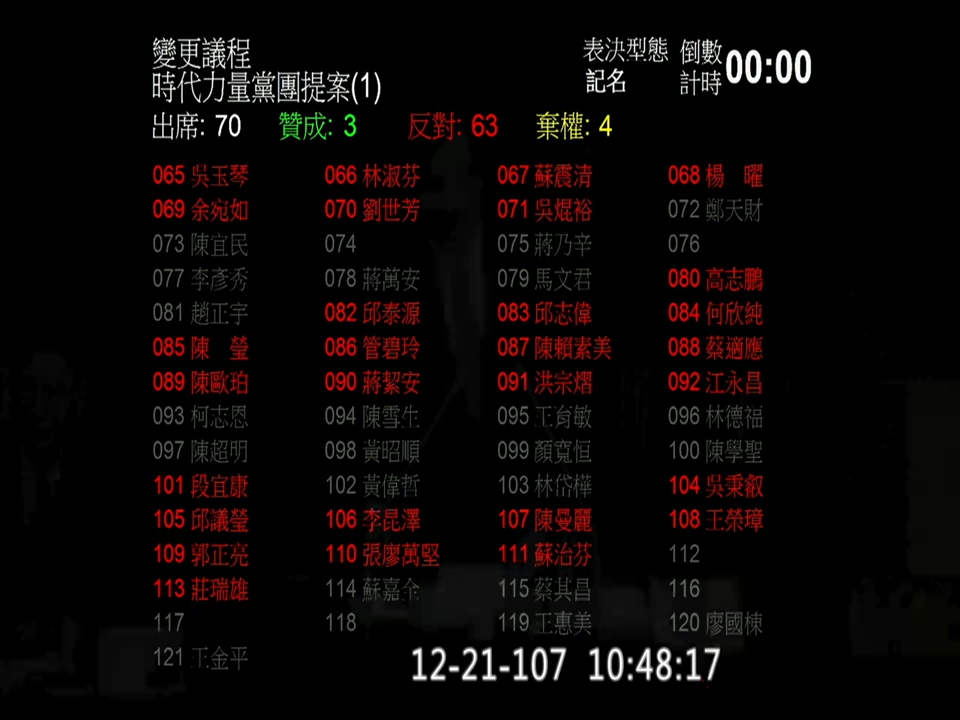 變更議程
時代力量黨團提案(1)
表決型態
記名
倒數
計時
00:00
出席: 70 贊成: 3 反對: 63 棄權: 4
065 吳玉琴 066 林淑芬 067 蘇震清 068 楊 曜
069 余宛如 070 劉世芳 071 吳焜裕 072 鄭天財
073 陳宜民 074 075 蔣乃辛 076
077 李彥秀 078 蔣萬安 079 馬文君 080 高志鵬
081 趙正宇 082 邱泰源 083 邱志偉 084 何欣純
085 陳 瑩 086 管碧玲 087 陳賴素美 088 蔡適應
089 陳歐珀 090 蔣絜安 091 洪宗熠 092 江永昌
093 柯志恩 094 陳雪生 095 王育敏 096 林德福
097 陳超明 098 黃昭順 099 顏寬恒 100 陳學聖
101 段宜康 102 黃偉哲 103 林岱樺 104 吳秉叡
105 邱議瑩 106 李昆澤 107 陳曼麗 108 王榮璋
109 郭正亮 110 張廖萬堅 111 蘇治芬 112
113 莊瑞雄 114 蘇嘉全 115 蔡其昌 116
117 118 119 王惠美 120 廖國棟
121 王金平
12-21-107 10:48:17